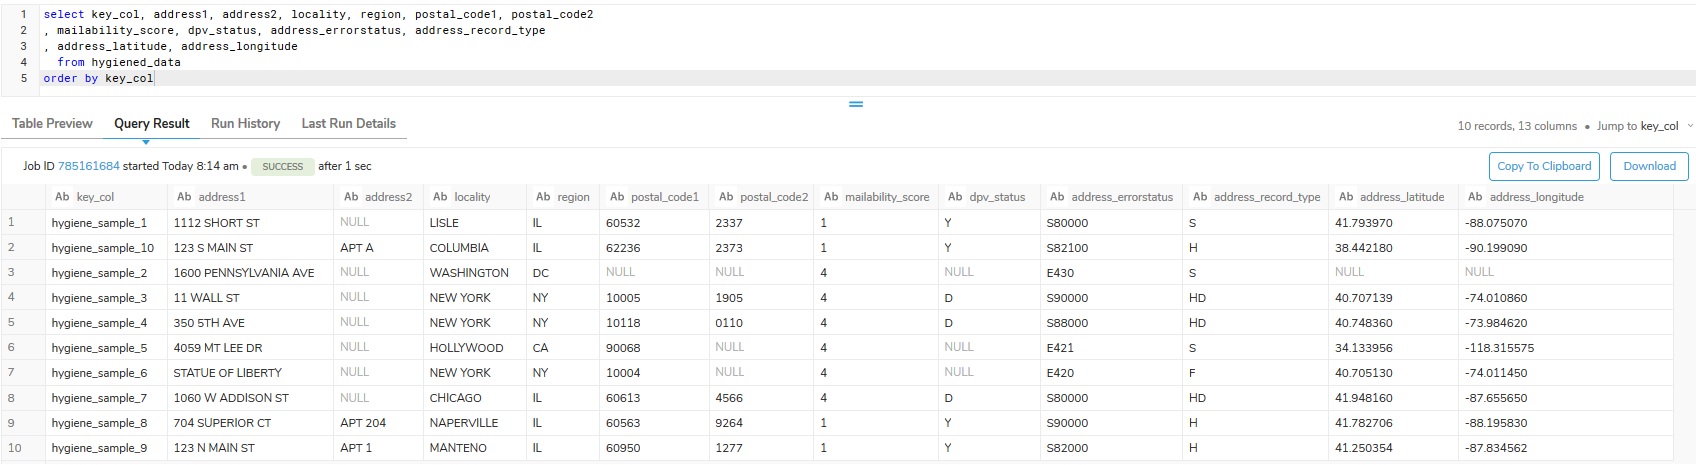 1 select key_col, address1, address2, locality, region, postal_code1, postal_code2
2 , mailability_score, dpv_status, address_errorstatus, address_record_type
3 , address_latitude, address_longitude
4 from hygiened_data
5 order by key_col
Table Preview Query Result Run History Last Run Details
10 records, 13 columns • Jump to key_col
Job ID 785161684 started Today 8:14 am • SUCCESS after 1 sec
Copy To Clipboard Download
Ab key_col Ab address1 Ab address2 Ab locality Ab region Ab postal_code1 Ab postal_code2 Ab mailability_score Ab dpv_status Ab address_errorstatus Ab address_record_type Ab address_latitude Ab address_longitude
1 hygiene_sample_1 1112 SHORT ST NULL LISLE IL 60532 2337 1 Y S80000 S 41.793970 -88.075070
2 hygiene_sample_10 123 S MAIN ST APT A COLUMBIA IL 62236 2373 1 Y S82100 H 38.442180 -90.199090
3 hygiene_sample_2 1600 PENNSYLVANIA AVE NULL WASHINGTON DC NULL NULL 4 NULL E430 S NULL NULL
4 hygiene_sample_3 11 WALL ST NULL NEW YORK NY 10005 1905 4 D S90000 HD 40.707139 -74.010860
5 hygiene_sample_4 350 5TH AVE NULL NEW YORK NY 10118 0110 4 D S88000 HD 40.748360 -73.984620
6 hygiene_sample_5 4059 MT LEE DR NULL HOLLYWOOD CA 90068 NULL 4 NULL E421 S 34.133956 -118.315575
7 hygiene_sample_6 STATUE OF LIBERTY NULL NEW YORK NY 10004 NULL 4 NULL E420 F 40.705130 -74.011450
8 hygiene_sample_7 1060 W ADDISON ST NULL CHICAGO IL 60613 4566 4 D S80000 HD 41.948160 -87.655650
9 hygiene_sample_8 704 SUPERIOR CT APT 204 NAPERVILLE IL 60563 9264 1 Y S90000 H 41.782706 -88.195830
10 hygiene_sample_9 123 N MAIN ST APT 1 MANTENO IL 60950 1277 1 Y S82000 H 41.250354 -87.834562